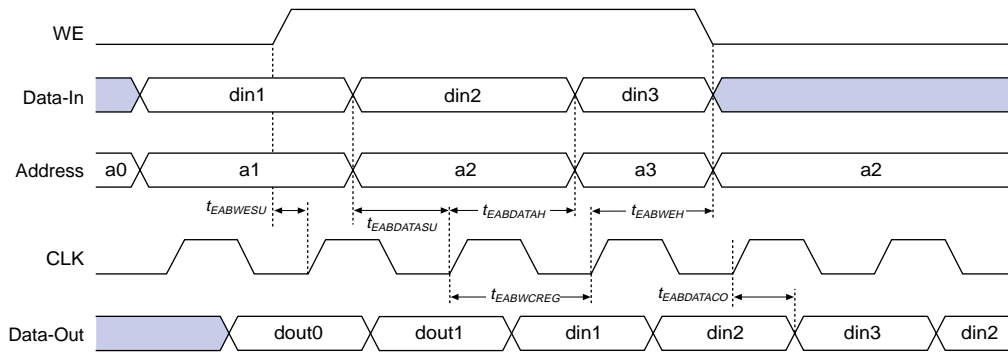 WE
Data-In din1 din2 din3
Address a0 a1 a2 a3 a2
tEABWESU tEABDATASU tEABDATAH tEABWEH
CLK
tEABWCREG tEABDATACO
Data-Out dout0 dout1 din1 din2 din3 din2